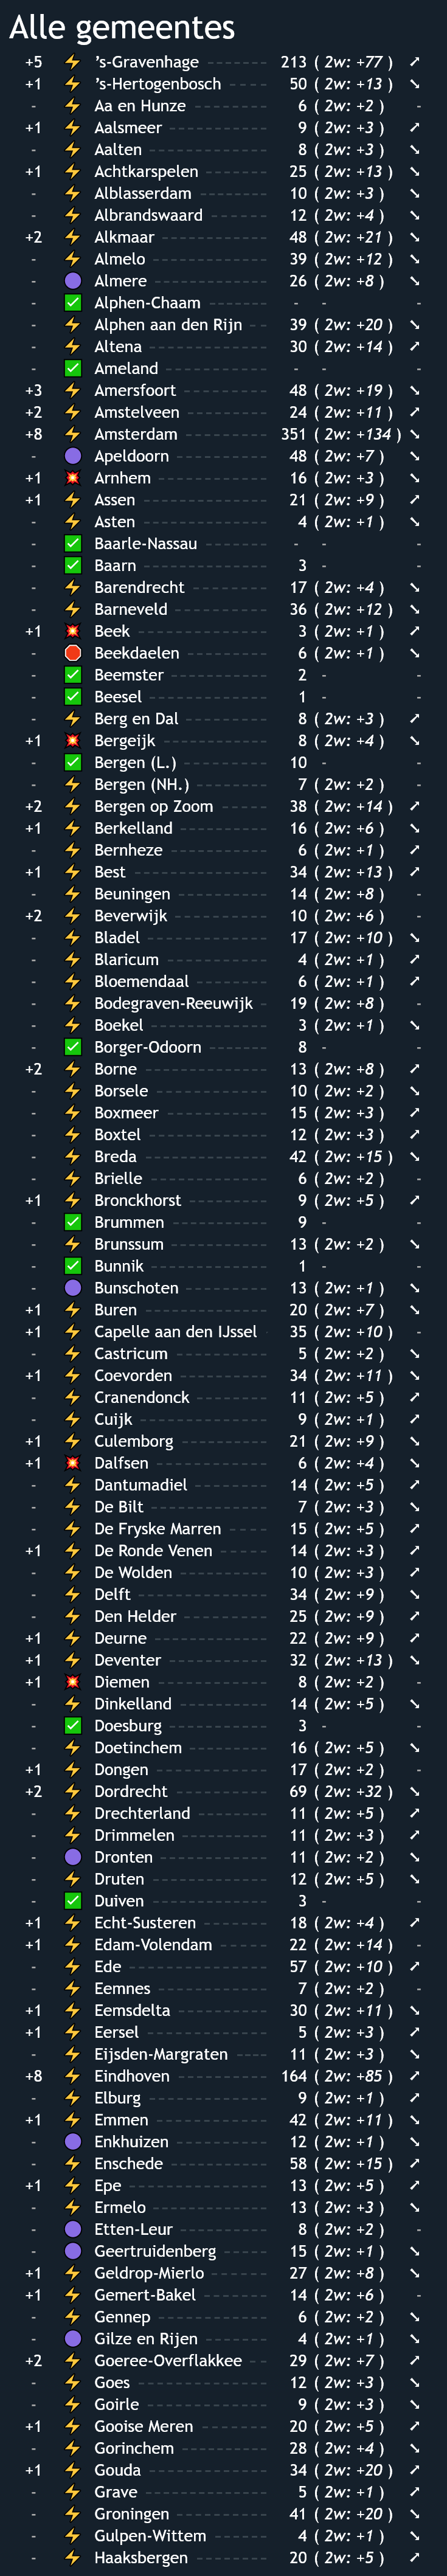 Alle gemeentes
+5 ⚡ 's-Gravenhage 213 ( 2w: +77 ) ↗
+1 ⚡ 's-Hertogenbosch 50 ( 2w: +13 ) ↘
- ⚡ Aa en Hunze 6 ( 2w: +2 ) -
+1 ⚡ Aalsmeer 9 ( 2w: +3 ) ↗
- ⚡ Aalten 8 ( 2w: +3 ) ↘
+1 ⚡ Achtkarspelen 25 ( 2w: +13 ) ↘
- ⚡ Alblasserdam 10 ( 2w: +3 ) ↘
- ⚡ Albrandswaard 12 ( 2w: +4 ) ↘
+2 ⚡ Alkmaar 48 ( 2w: +21 ) ↘
- ⚡ Almelo 39 ( 2w: +12 ) ↘
- 🟣 Almere 26 ( 2w: +8 ) ↘
- ✅ Alphen-Chaam - - -
- ⚡ Alphen aan den Rijn 39 ( 2w: +20 ) ↘
- ⚡ Altena 30 ( 2w: +14 ) ↗
- ✅ Ameland - - -
+3 ⚡ Amersfoort 48 ( 2w: +19 ) ↘
+2 ⚡ Amstelveen 24 ( 2w: +11 ) ↗
+8 ⚡ Amsterdam 351 ( 2w: +134 ) ↘
- 🟣 Apeldoorn 48 ( 2w: +7 ) ↘
+1 💥 Arnhem 16 ( 2w: +3 ) ↘
+1 ⚡ Assen 21 ( 2w: +9 ) ↗
- ⚡ Asten 4 ( 2w: +1 ) ↘
- ✅ Baarle-Nassau - - -
- ✅ Baarn 3 - -
- ⚡ Barendrecht 17 ( 2w: +4 ) ↘
- ⚡ Barneveld 36 ( 2w: +12 ) ↘
+1 💥 Beek 3 ( 2w: +1 ) ↗
- 🛑 Beekdaelen 6 ( 2w: +1 ) ↘
- ✅ Beemster 2 - -
- ✅ Beesel 1 - -
- ⚡ Berg en Dal 8 ( 2w: +3 ) ↗
+1 💥 Bergeijk 8 ( 2w: +4 ) ↘
- ✅ Bergen (L.) 10 - -
- ⚡ Bergen (NH.) 7 ( 2w: +2 ) -
+2 ⚡ Bergen op Zoom 38 ( 2w: +14 ) ↗
+1 ⚡ Berkelland 16 ( 2w: +6 ) ↘
- ⚡ Bernheze 6 ( 2w: +1 ) ↗
+1 ⚡ Best 34 ( 2w: +13 ) ↗
- ⚡ Beuningen 14 ( 2w: +8 ) -
+2 ⚡ Beverwijk 10 ( 2w: +6 ) -
- ⚡ Bladel 17 ( 2w: +10 ) ↘
- ⚡ Blaricum 4 ( 2w: +1 ) ↗
- ⚡ Bloemendaal 6 ( 2w: +1 ) ↗
- ⚡ Bodegraven-Reeuwijk 19 ( 2w: +8 ) -
- ⚡ Boekel 3 ( 2w: +1 ) ↘
- ✅ Borger-Odoorn 8 - -
+2 ⚡ Borne 13 ( 2w: +8 ) ↗
- ⚡ Borsele 10 ( 2w: +2 ) ↘
- ⚡ Boxmeer 15 ( 2w: +3 ) ↗
- ⚡ Boxtel 12 ( 2w: +3 ) ↗
- ⚡ Breda 42 ( 2w: +15 ) ↘
- ⚡ Brielle 6 ( 2w: +2 ) -
+1 ⚡ Bronckhorst 9 ( 2w: +5 ) ↗
- ✅ Brummen 9 - -
- ⚡ Brunssum 13 ( 2w: +2 ) ↘
- ✅ Bunnik 1 - -
- 🟣 Bunschoten 13 ( 2w: +1 ) ↘
+1 ⚡ Buren 20 ( 2w: +7 ) ↘
+1 ⚡ Capelle aan den IJssel 35 ( 2w: +10 ) -
- ⚡ Castricum 5 ( 2w: +2 ) ↘
+1 ⚡ Coevorden 34 ( 2w: +11 ) ↘
- ⚡ Cranendonck 11 ( 2w: +5 ) ↗
- ⚡ Cuijk 9 ( 2w: +1 ) ↗
+1 ⚡ Culemborg 21 ( 2w: +9 ) ↘
+1 💥 Dalfsen 6 ( 2w: +4 ) ↘
- ⚡ Dantumadiel 14 ( 2w: +5 ) ↗
- ⚡ De Bilt 7 ( 2w: +3 ) ↘
- ⚡ De Fryske Marren 15 ( 2w: +5 ) ↗
+1 ⚡ De Ronde Venen 14 ( 2w: +3 ) ↗
- ⚡ De Wolden 10 ( 2w: +3 ) ↗
- ⚡ Delft 34 ( 2w: +9 ) ↘
- ⚡ Den Helder 25 ( 2w: +9 ) ↗
+1 ⚡ Deurne 22 ( 2w: +9 ) ↗
+1 ⚡ Deventer 32 ( 2w: +13 ) ↘
+1 💥 Diemen 8 ( 2w: +2 ) -
- ⚡ Dinkelland 14 ( 2w: +5 ) ↘
- ✅ Doesburg 3 - -
- ⚡ Doetinchem 16 ( 2w: +5 ) ↘
+1 ⚡ Dongen 17 ( 2w: +2 ) -
+2 ⚡ Dordrecht 69 ( 2w: +32 ) ↘
- ⚡ Drechterland 11 ( 2w: +5 ) ↗
- ⚡ Drimmelen 11 ( 2w: +3 ) ↗
- 🟣 Dronten 11 ( 2w: +2 ) ↘
- ⚡ Druten 12 ( 2w: +5 ) ↘
- ✅ Duiven 3 - -
+1 ⚡ Echt-Susteren 18 ( 2w: +4 ) ↗
+1 ⚡ Edam-Volendam 22 ( 2w: +14 ) -
- ⚡ Ede 57 ( 2w: +10 ) ↗
- ⚡ Eemnes 7 ( 2w: +2 ) -
+1 ⚡ Eemsdelta 30 ( 2w: +11 ) ↘
+1 ⚡ Eersel 5 ( 2w: +3 ) ↗
- ⚡ Eijsden-Margraten 11 ( 2w: +3 ) ↘
+8 ⚡ Eindhoven 164 ( 2w: +85 ) ↗
- ⚡ Elburg 9 ( 2w: +1 ) ↗
+1 ⚡ Emmen 42 ( 2w: +11 ) ↘
- 🟣 Enkhuizen 12 ( 2w: +1 ) ↘
- ⚡ Enschede 58 ( 2w: +15 ) ↗
+1 ⚡ Epe 13 ( 2w: +5 ) ↗
- ⚡ Ermelo 13 ( 2w: +3 ) ↘
- 🟣 Etten-Leur 8 ( 2w: +2 ) -
- 🟣 Geertruidenberg 15 ( 2w: +1 ) ↘
+1 ⚡ Geldrop-Mierlo 27 ( 2w: +8 ) ↘
+1 ⚡ Gemert-Bakel 14 ( 2w: +6 ) -
- ⚡ Gennep 6 ( 2w: +2 ) ↘
- 🟣 Gilze en Rijen 4 ( 2w: +1 ) ↘
+2 ⚡ Goeree-Overflakkee 29 ( 2w: +7 ) ↗
- ⚡ Goes 12 ( 2w: +3 ) ↘
- ⚡ Goirle 9 ( 2w: +3 ) ↘
+1 ⚡ Gooise Meren 20 ( 2w: +5 ) ↗
- ⚡ Gorinchem 28 ( 2w: +4 ) ↘
+1 ⚡ Gouda 34 ( 2w: +20 ) ↗
- ⚡ Grave 5 ( 2w: +1 ) ↗
- ⚡ Groningen 41 ( 2w: +20 ) ↘
- ⚡ Gulpen-Wittem 4 ( 2w: +1 ) ↘
- ⚡ Haaksbergen 20 ( 2w: +5 ) ↗